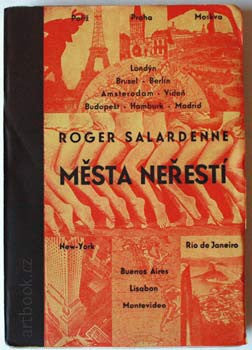 Paříž Praha Moskva
Londýn
Brusel - Berlín
Amsterodam - Vídeň
Budapešť - Hamburk - Madrid
ROGER SALARDENNE
MĚSTA NEŘESTÍ
New-York Rio de Janeiro
Buenos Aires
Lisabon
Montevideo
artbook.cz